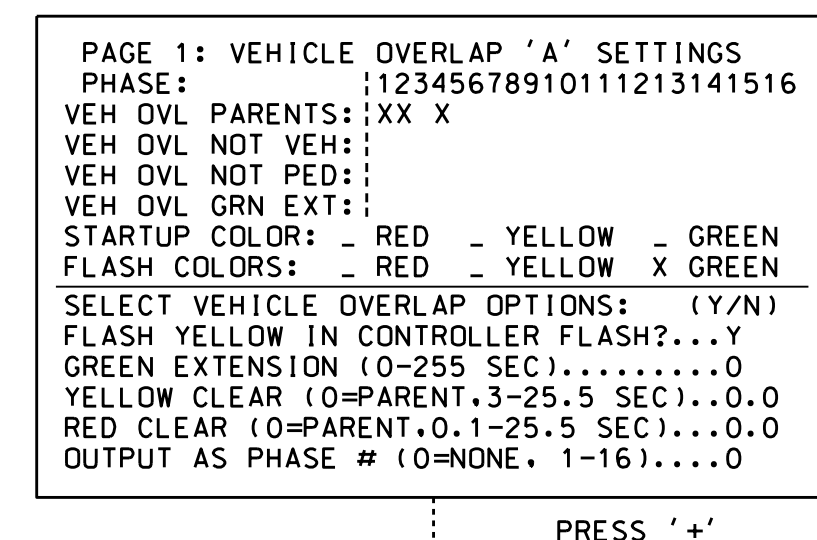 PAGE 1: VEHICLE OVERLAP 'A' SETTINGS
PHASE: 12345678910111213141516
VEH OVL PARENTS: XX X
VEH OVL NOT VEH:
VEH OVL NOT PED:
VEH OVL GRN EXT:
STARTUP COLOR: _ RED _ YELLOW _ GREEN
FLASH COLORS: _ RED _ YELLOW X GREEN
SELECT VEHICLE OVERLAP OPTIONS: (Y/N)
FLASH YELLOW IN CONTROLLER FLASH?...Y
GREEN EXTENSION (0-255 SEC).........0
YELLOW CLEAR (0=PARENT,3-25.5 SEC)..0.0
RED CLEAR (0=PARENT,0.1-25.5 SEC)...0.0
OUTPUT AS PHASE # (0=NONE, 1-16)....0
PRESS '+'